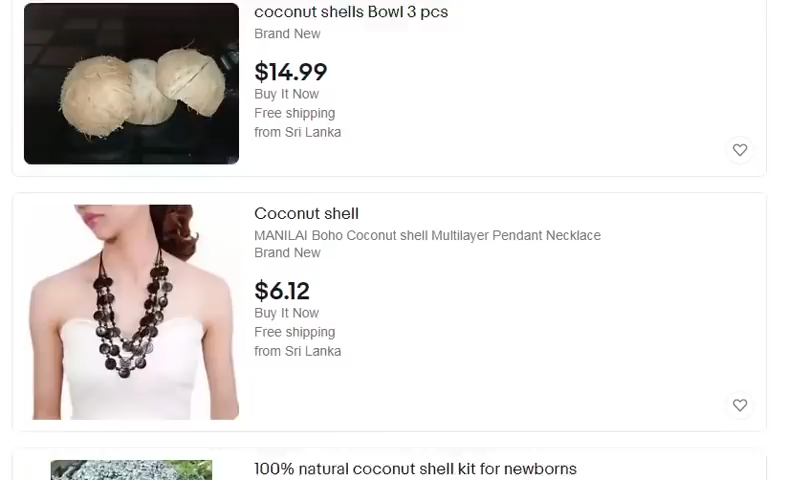 coconut shells Bowl 3 pcs
Brand New
$14.99
Buy It Now
Free shipping
from Sri Lanka
Coconut shell
MANILAI Boho Coconut shell Multilayer Pendant Necklace
Brand New
$6.12
Buy It Now
Free shipping
from Sri Lanka
100% natural coconut shell kit for newborns